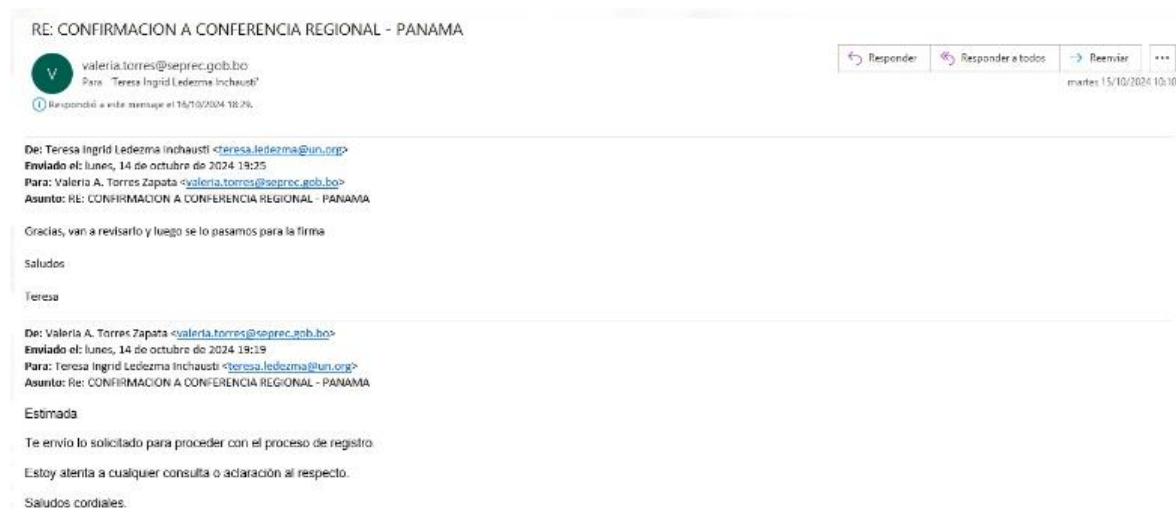 RE: CONFIRMACION A CONFERENCIA REGIONAL - PANAMA
V
valeria.torres@seprec.gob.bo
Para 'Teresa Ingrid Ledezma Inchausti'
Respondió a este mensaje el 16/10/2024 18:29.
Responder
Responder a todos
Reenviar
martes 15/10/2024 10:10
De: Teresa Ingrid Ledezma Inchausti <teresa.ledezma@un.org>
Enviado el: lunes, 14 de octubre de 2024 19:25
Para: Valeria A. Torres Zapata <valeria.torres@seprec.gob.bo>
Asunto: RE: CONFIRMACION A CONFERENCIA REGIONAL - PANAMA
Gracias, van a revisarlo y luego se lo pasamos para la firma
Saludos
Teresa
De: Valeria A. Torres Zapata <valeria.torres@seprec.gob.bo>
Enviado el: lunes, 14 de octubre de 2024 19:19
Para: Teresa Ingrid Ledezma Inchausti <teresa.ledezma@un.org>
Asunto: Re: CONFIRMACION A CONFERENCIA REGIONAL - PANAMA
Estimada
Te envío lo solicitado para proceder con el proceso de registro.
Estoy atenta a cualquier consulta o aclaración al respecto.
Saludos cordiales.